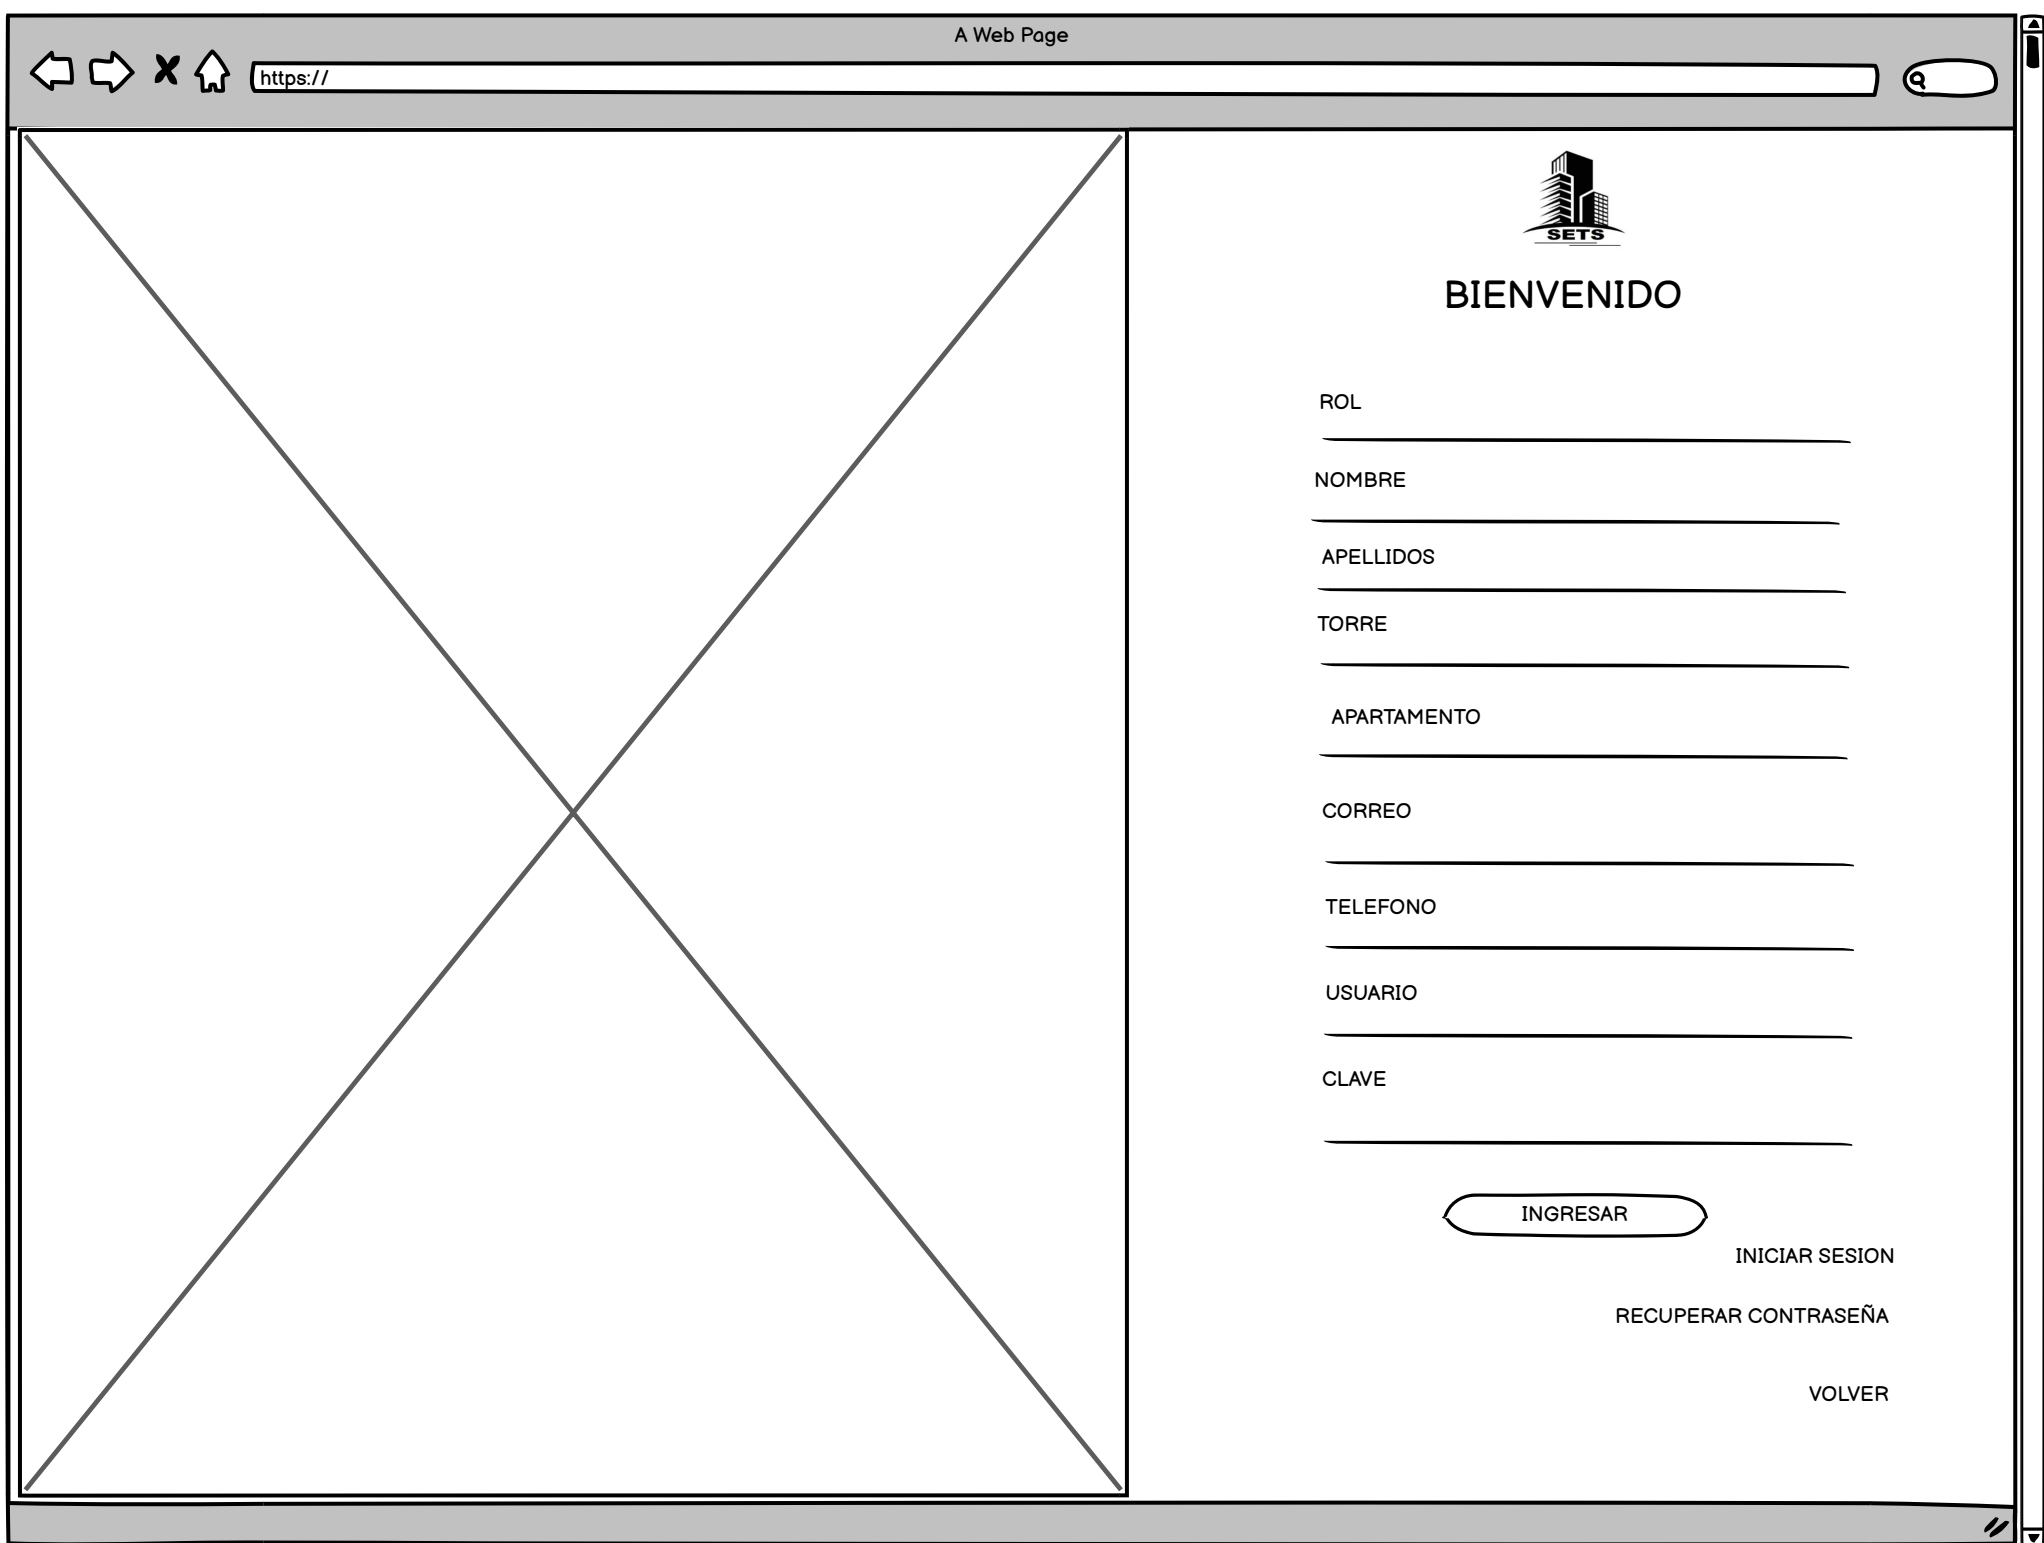 A Web Page
https://
SETS
BIENVENIDO
ROL
NOMBRE
APELLIDOS
TORRE
APARTAMENTO
CORREO
TELEFONO
USUARIO
CLAVE
INGRESAR
INICIAR SESION
RECUPERAR CONTRASEÑA
VOLVER